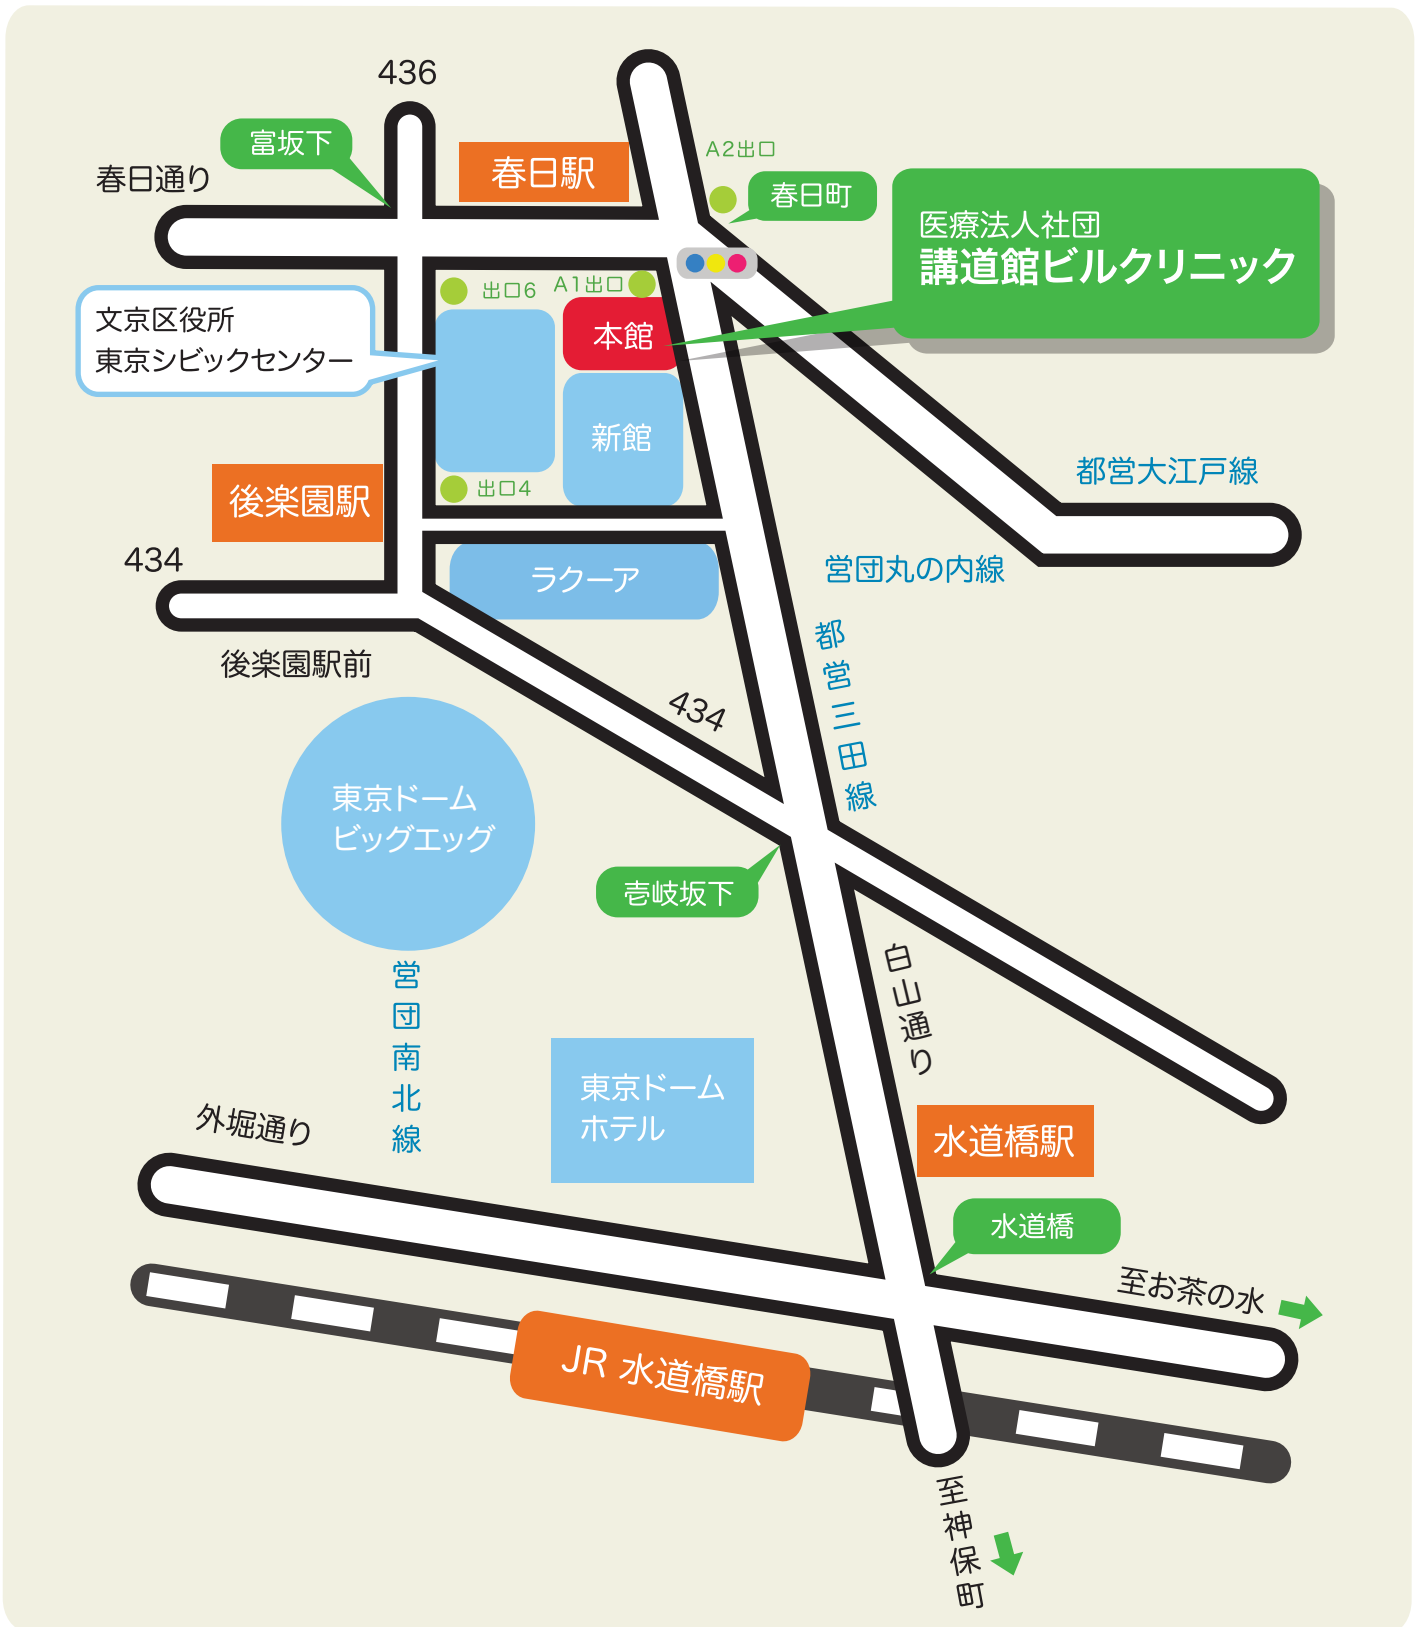 436
富坂下
春日通り
春日駅
A2出口
春日町
医療法人社団
講道館ビルクリニック
出口6
A1出口
文京区役所
東京シビックセンター
本館
新館
後楽園駅
出口4
都営大江戸線
434
ラクーア
営団丸の内線
都営三田線
後楽園駅前
434
東京ドーム
ビッグエッグ
壱岐坂下
営団南北線
白山通り
東京ドーム
ホテル
外堀通り
水道橋駅
水道橋
至お茶の水
JR 水道橋駅
至神保町